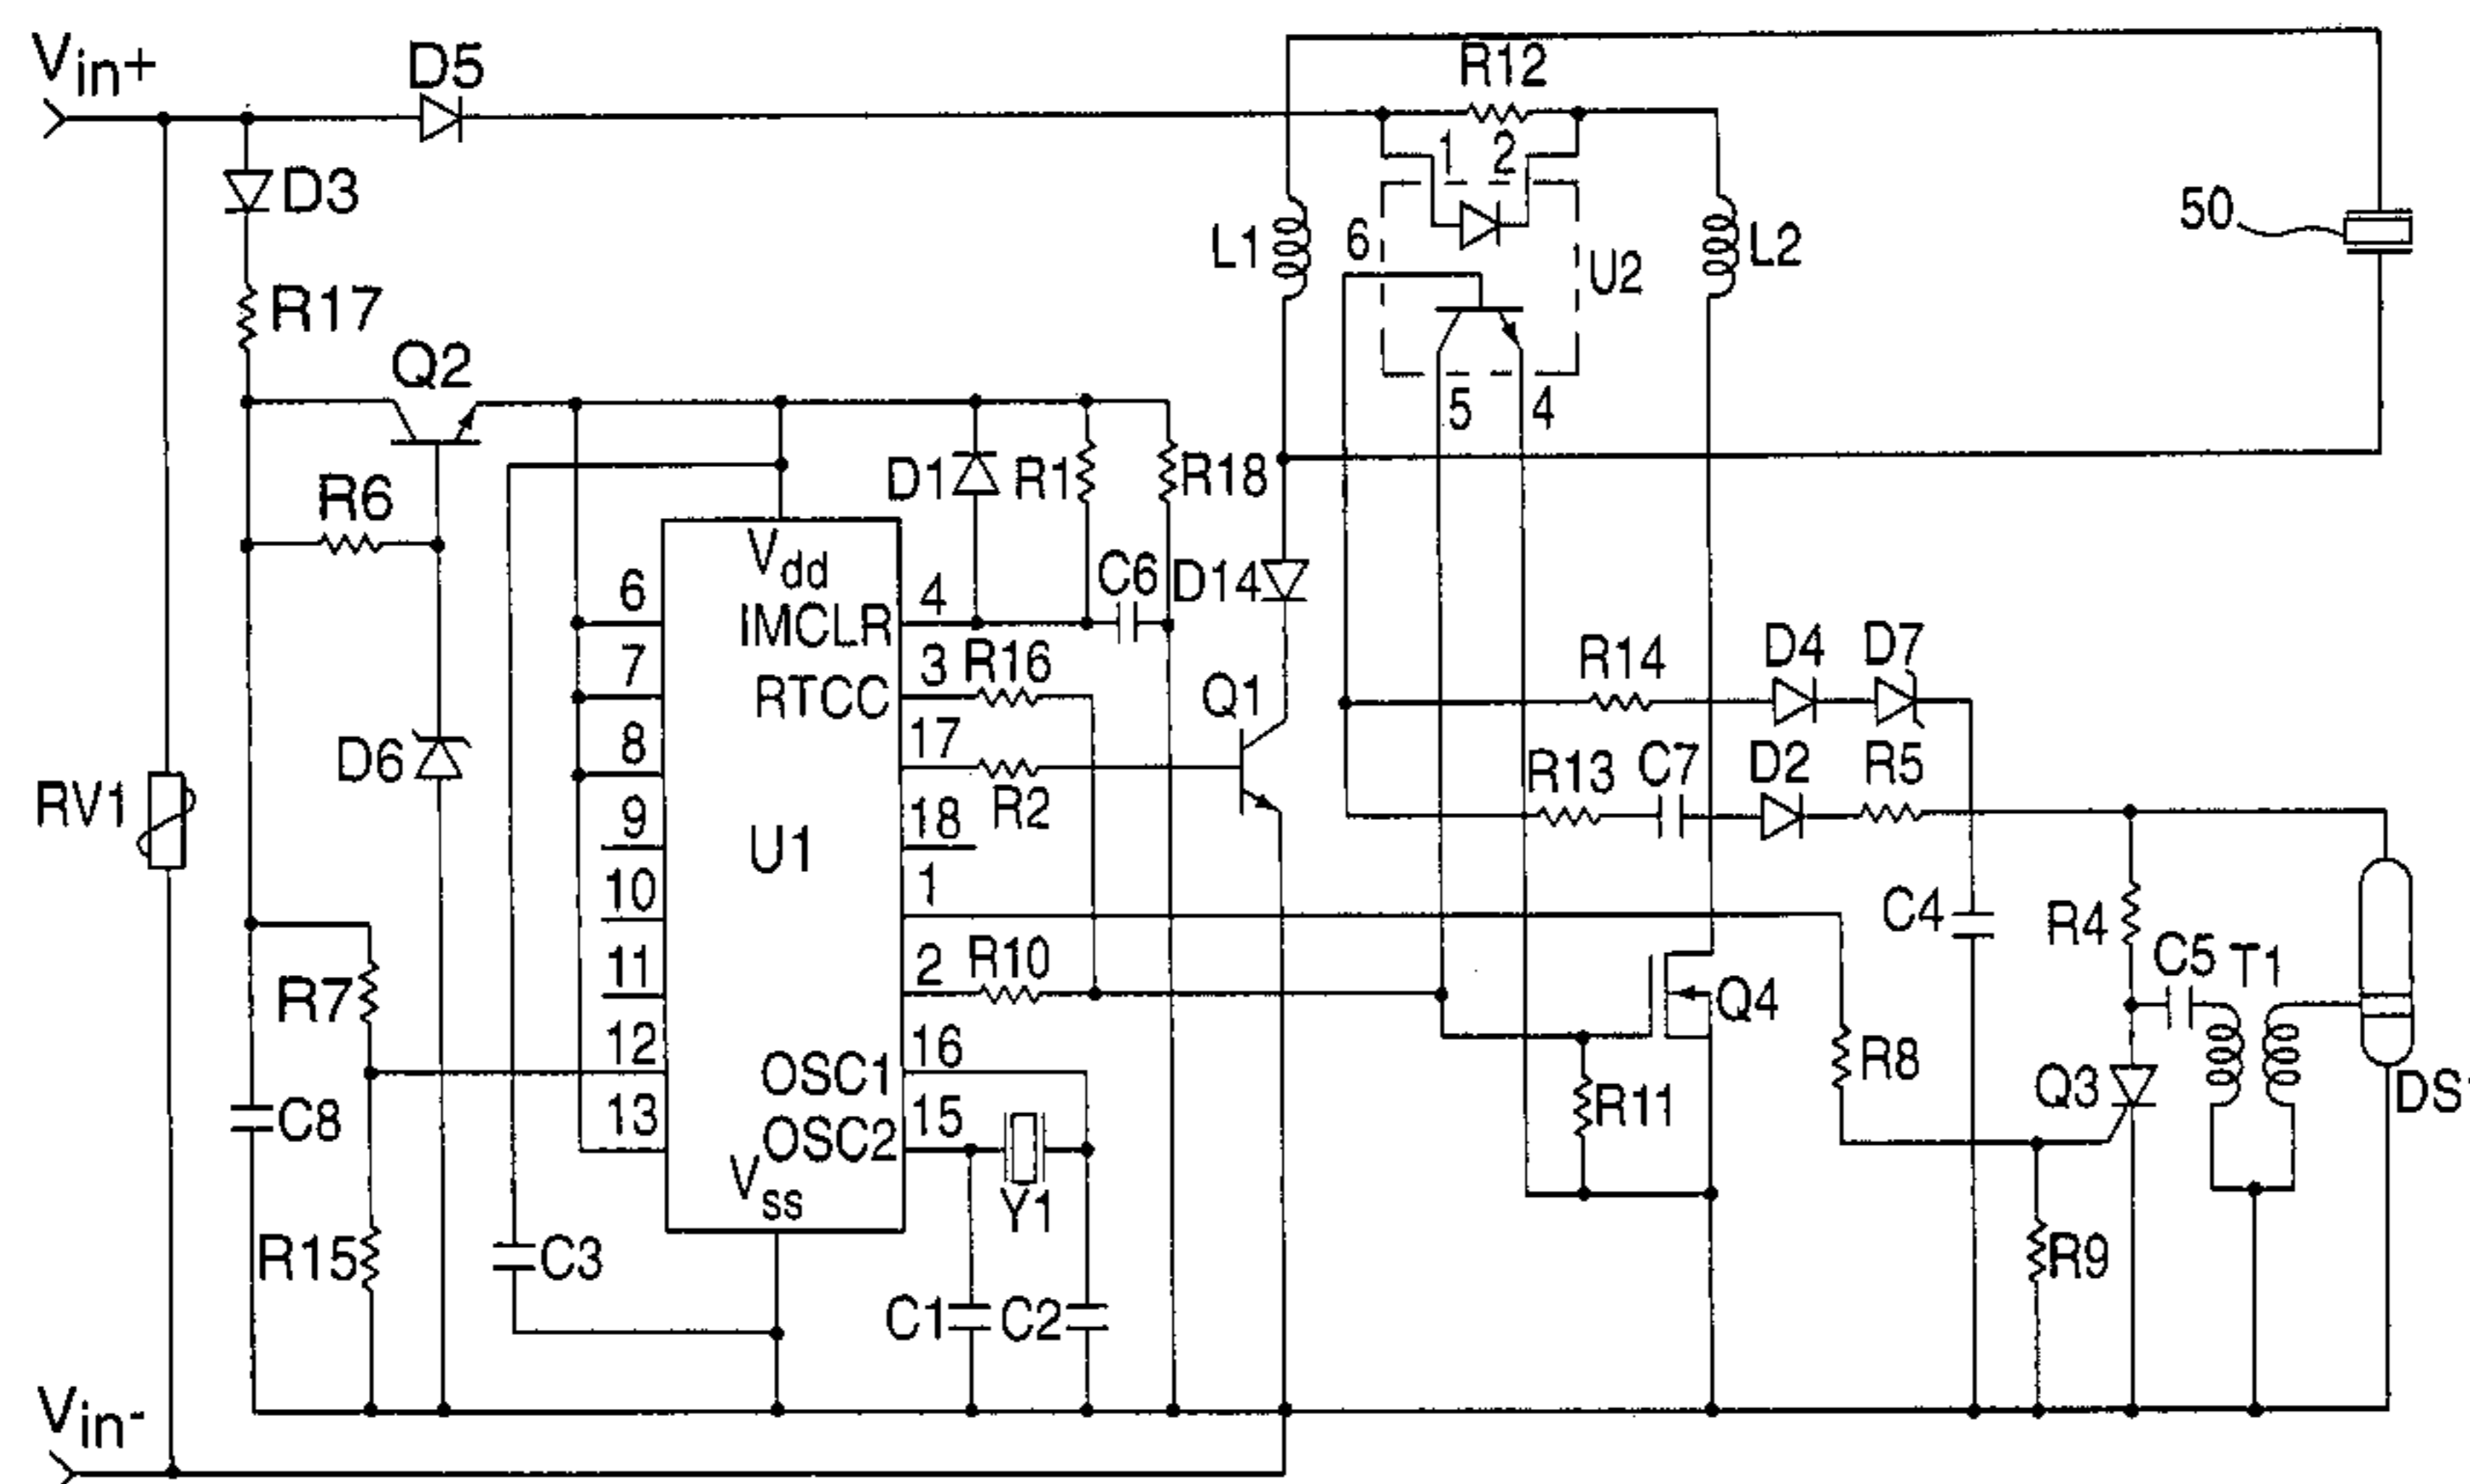 Vin+
D5
R12
D3
1 2
50
L1
6
L2
U2
R17
Q2
5 4
D1
R1
R18
R6
Vdd
6
4
C6
D14
IMCLR
7
3
R16
R14
D4
D7
RTCC
Q1
8
17
D6
R13
C7
D2
R5
RV1
R2
9
18
U1
10
1
C4
R4
11
2
R10
C5
T1
R7
Q4
12
16
R8
OSC1
Q3
DS1
C8
13
15
R11
OSC2
Vss
Y1
R15
C3
R9
C1
C2
Vin-